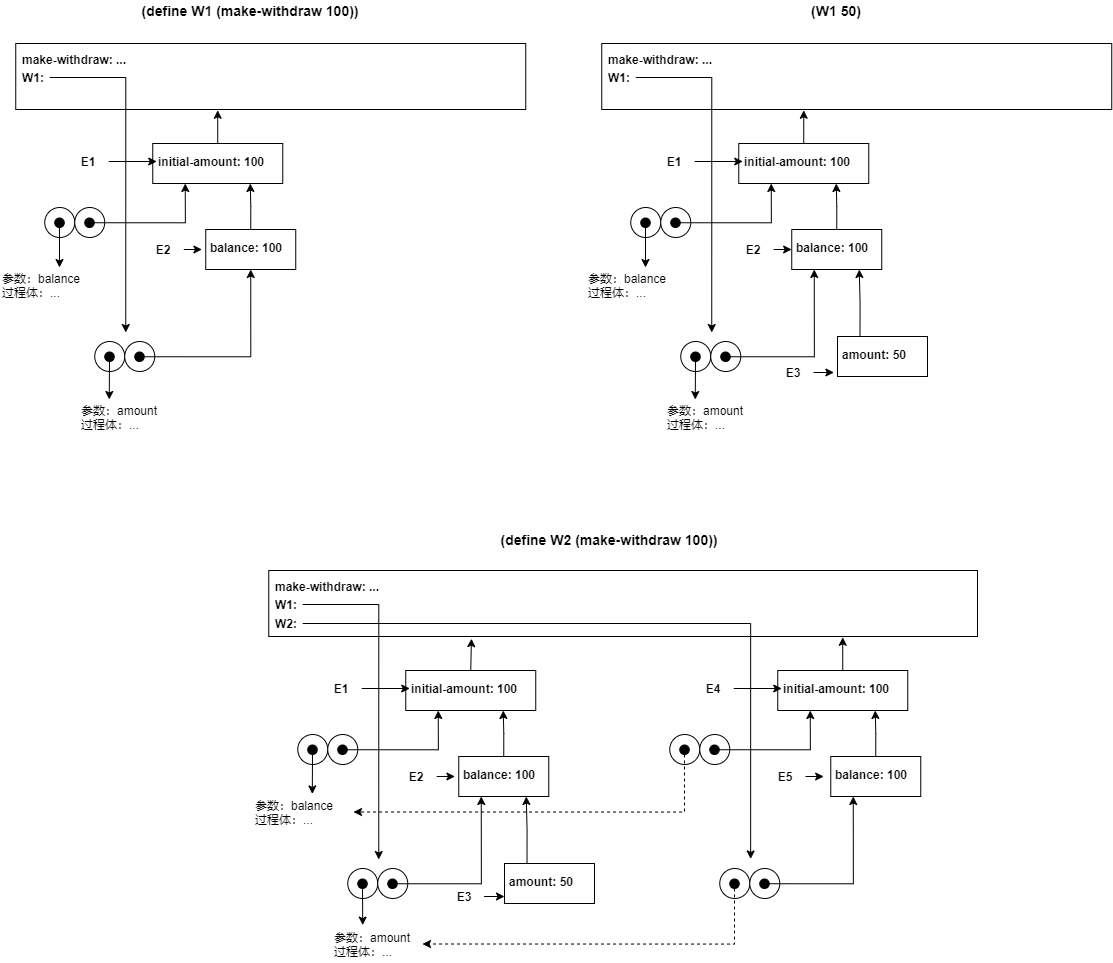 (define W1 (make-withdraw 100))
make-withdraw: ...
W1:
E1
initial-amount: 100
E2
balance: 100
参数：balance
过程体：...
参数：amount
过程体：...
(W1 50)
make-withdraw: ...
W1:
E1
initial-amount: 100
E2
balance: 100
参数：balance
过程体：...
amount: 50
E3
参数：amount
过程体：...
(define W2 (make-withdraw 100))
make-withdraw: ...
W1:
W2:
E1
initial-amount: 100
E4
initial-amount: 100
E2
balance: 100
E5
balance: 100
参数：balance
过程体：...
amount: 50
E3
参数：amount
过程体：...